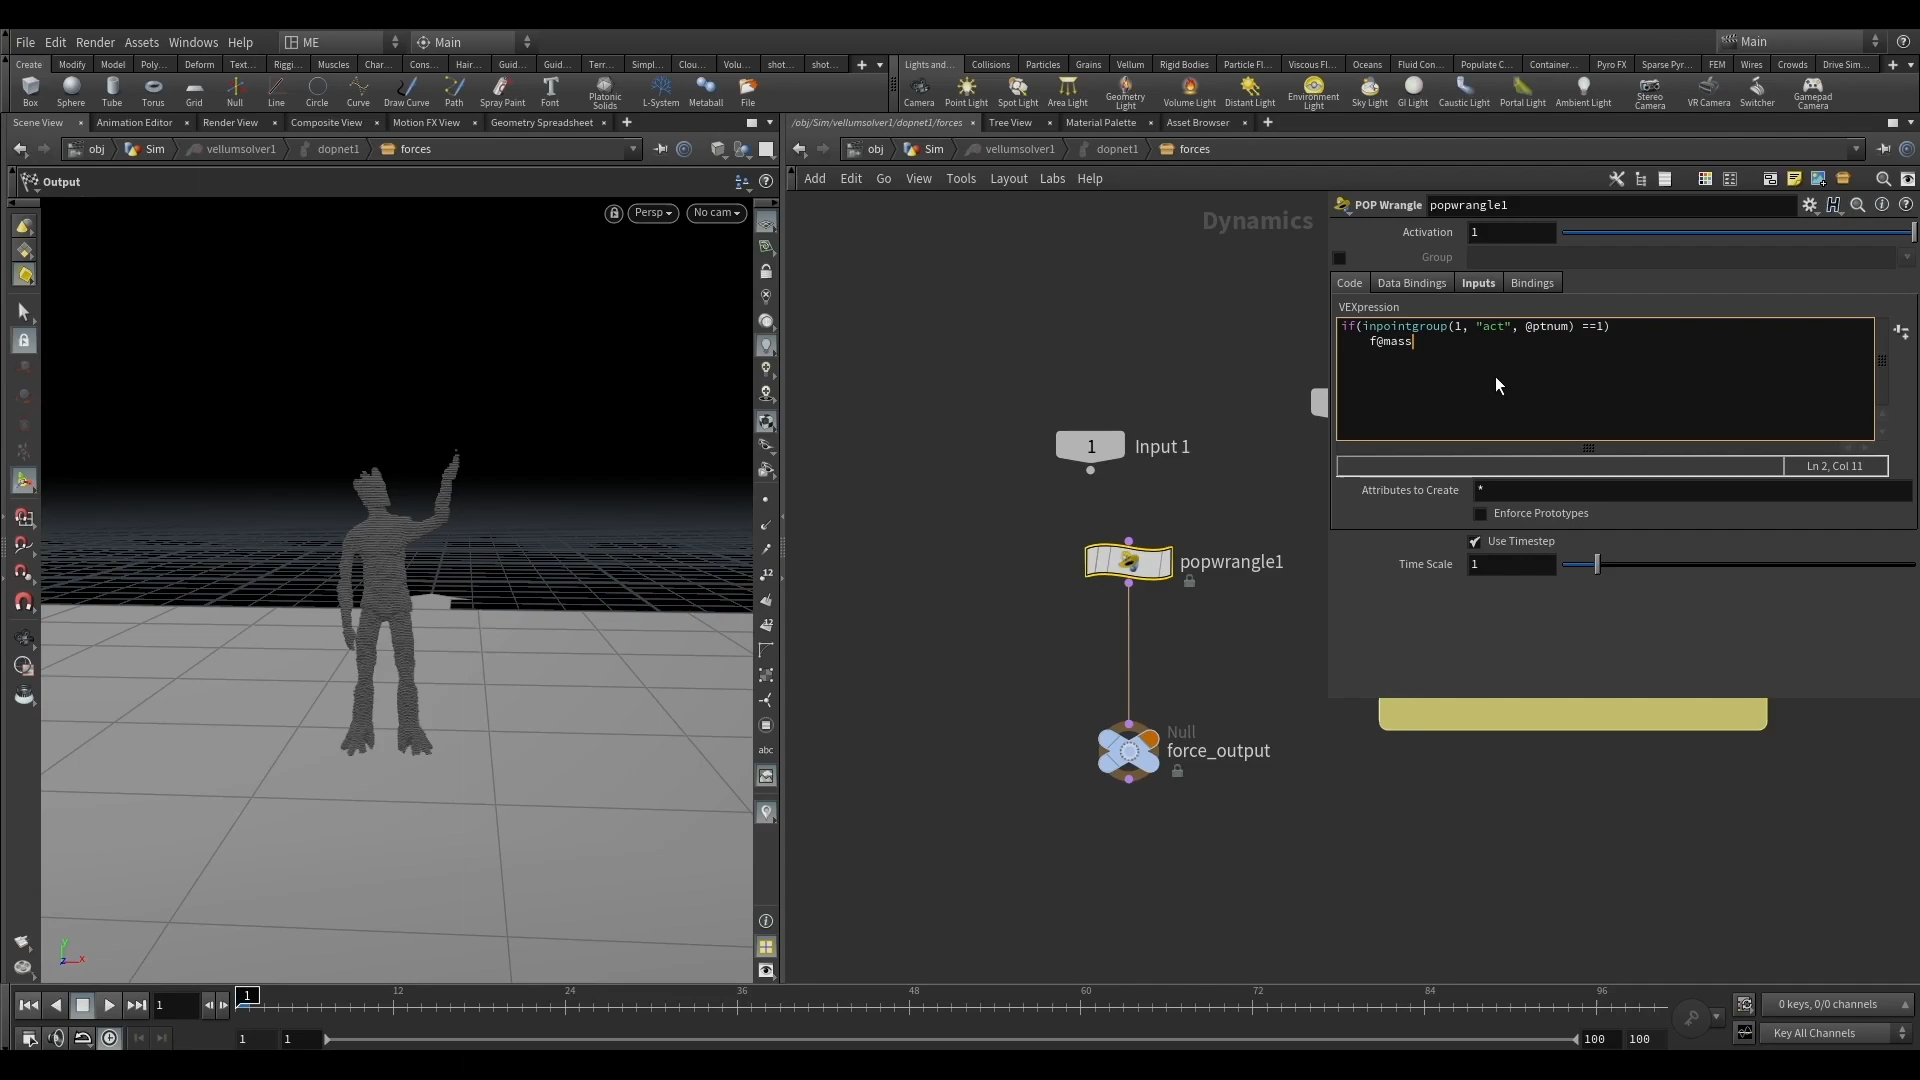 File Edit Render Assets Windows Help ME Main Main
Create Modify Model Poly... Deform Text... Riggi... Muscles Char... Cons... Hair... Guid... Guid... Terr... Simpl... Clou... Volu... shot... shot...
Lights and... Collisions Particles Grains Vellum Rigid Bodies Particle Fl... Viscous Fl... Oceans Fluid Con... Populate C... Container... Pyro FX Sparse Pyr... FEM Wires Crowds Drive Sim...
Box Sphere Tube Torus Grid Null Line Circle Curve Draw Curve Path Spray Paint Font Platonic Solids L-System Metaball File
Camera Point Light Spot Light Area Light Geometry Light Volume Light Distant Light Environment Light Sky Light GI Light Caustic Light Portal Light Ambient Light Stereo Camera VR Camera Switcher Gamepad Camera
Scene View Animation Editor Render View Composite View Motion FX View Geometry Spreadsheet
/obj/Sim/vellumsolver1/dopnet1/forces Tree View Material Palette Asset Browser
obj Sim vellumsolver1 dopnet1 forces
obj Sim vellumsolver1 dopnet1 forces
Output
Add Edit Go View Tools Layout Labs Help
Persp No cam
Dynamics
POP Wrangle popwrangle1
Activation 1
Group
Code Data Bindings Inputs Bindings
VEXpression
if(inpointgroup(1, "act", @ptnum) ==1)
f@mass
Ln 2, Col 11
Attributes to Create *
Enforce Prototypes
Use Timestep
Time Scale 1
1 Input 1
popwrangle1
Null
force_output
12
12
abc
y
z x
1 1 12 24 36 48 60 72 84 96
0 keys, 0/0 channels
1 1 100 100
Key All Channels